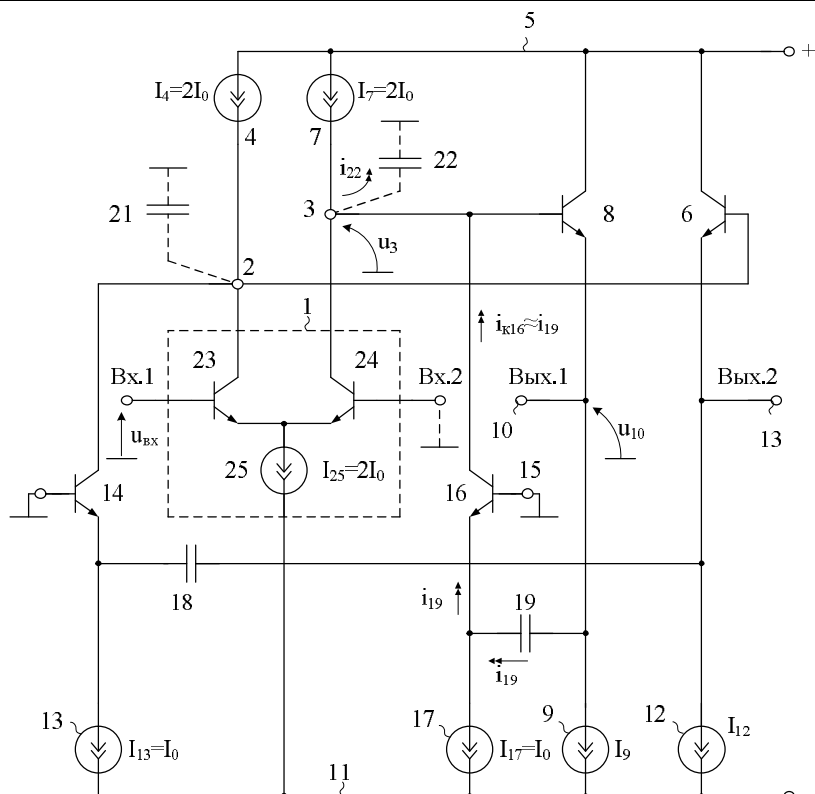 5
+
I₄=2I₀
I₇=2I₀
4
7
i₂₂
22
21
3
8
6
u₃
2
1
iк₁₆≈i₁₉
23
24
Вх.1
Вх.2
Вых.1
Вых.2
uвх
10
u₁₀
13
25
I₂₅=2I₀
14
16
15
18
i₁₉
19
i₁₉
13
17
9
12
I₁₃=I₀
I₁₇=I₀
I₉
I₁₂
11